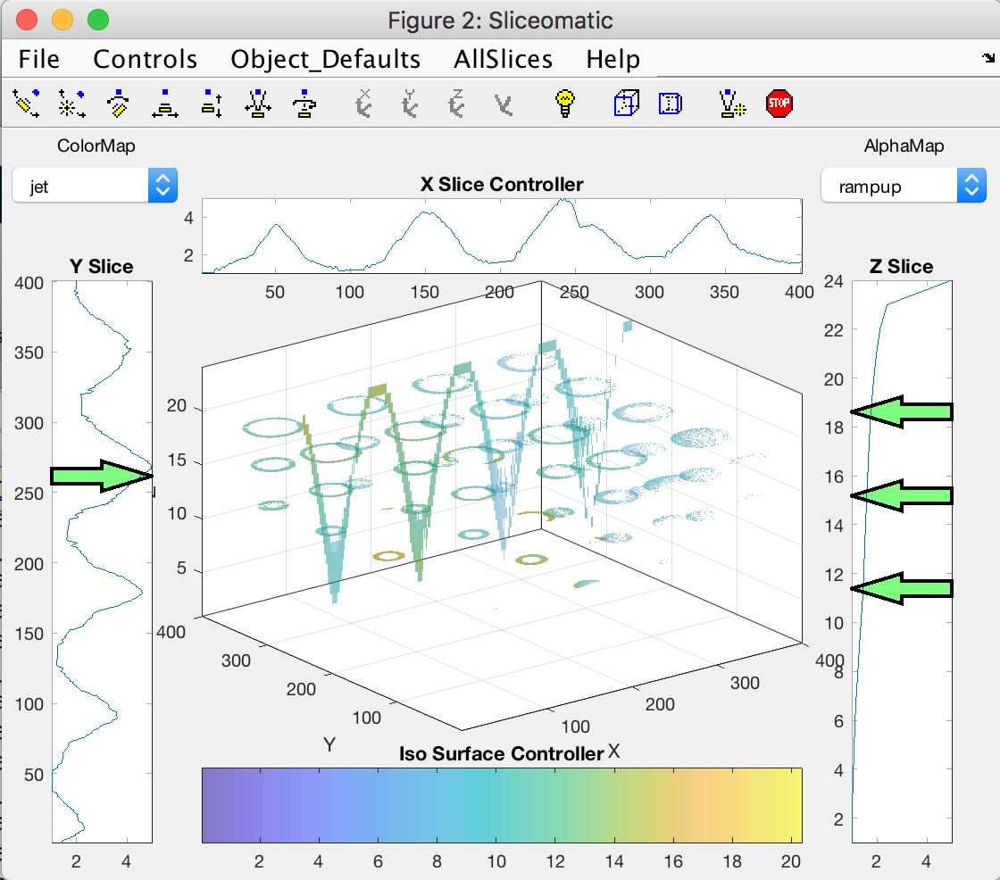 Figure 2: Sliceomatic
File Controls Object_Defaults AllSlices Help
X Y Z
STOP
ColorMap
AlphaMap
jet
rampup
X Slice Controller
4
2
50 100 150 200 250 300 350 400
Y Slice
400
350
300
250
200
150
100
50
2 4
Z Slice
24
22
20
18
16
14
12
10
8
6
4
2
2 4
20
15
10
5
400
300
200
100
Y
100
200
300
400
X
Iso Surface Controller
2 4 6 8 10 12 14 16 18 20